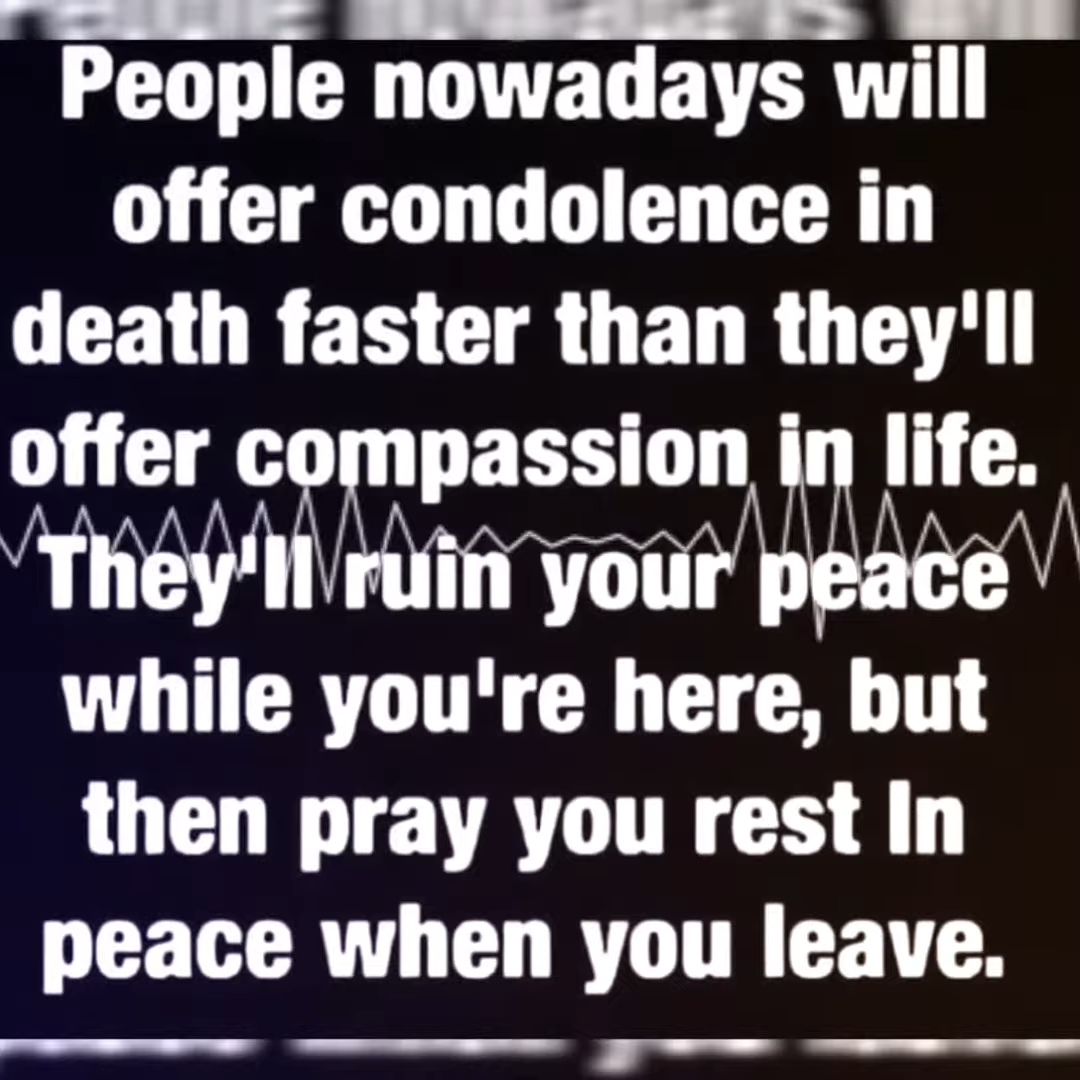 People nowadays will
offer condolence in
death faster than they'll
offer compassion in life.
They'll ruin your peace
while you're here, but
then pray you rest In
peace when you leave.